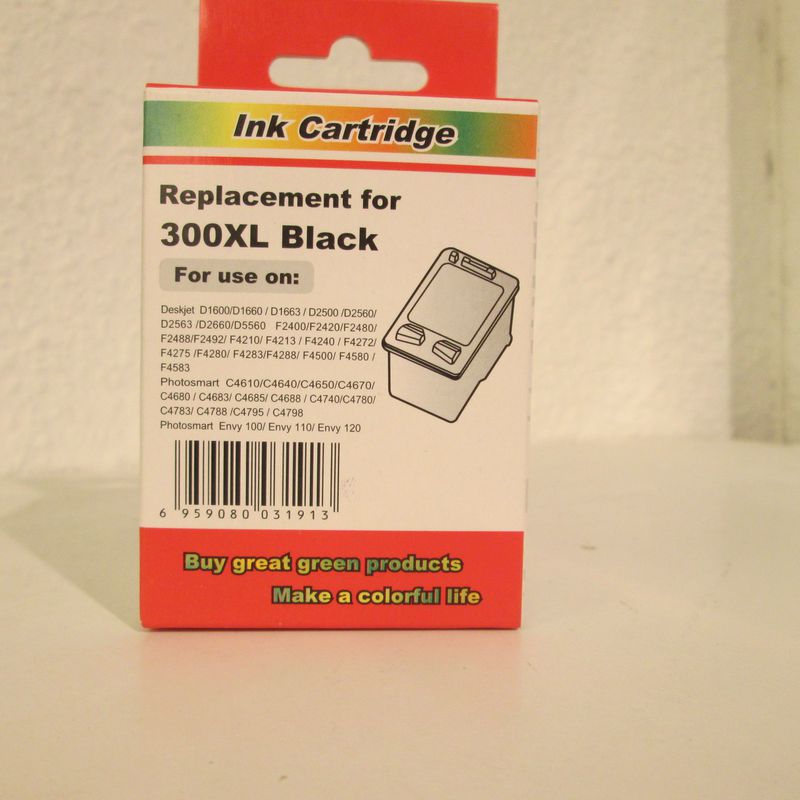 Ink Cartridge
Replacement for
300XL Black
For use on:
Deskjet D1600/D1660 / D1663 / D2500 /D2560/
D2563 /D2660/D5560 F2400/F2420/F2480/
F2488/F2492/ F4210/ F4213 / F4240 / F4272/
F4275 /F4280/ F4283/F4288/ F4500/ F4580 /
F4583
Photosmart C4610/C4640/C4650/C4670/
C4680 / C4683/ C4685/ C4688 / C4740/C4780/
C4783/ C4788 /C4795 / C4798
Photosmart Envy 100/ Envy 110/ Envy 120
6 959080 031913
Buy great green products
Make a colorful life